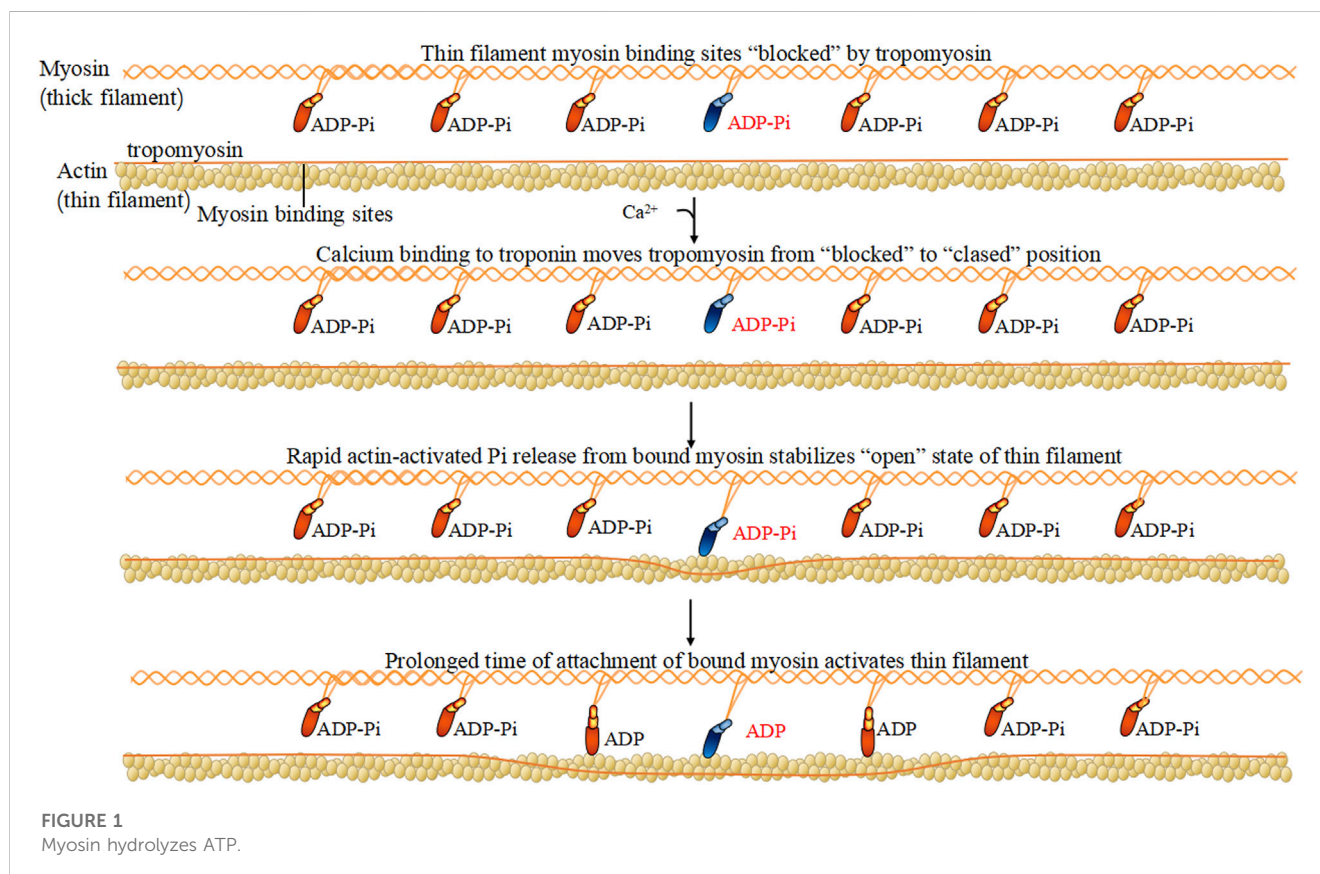 Thin filament myosin binding sites “blocked” by tropomyosin
Myosin
(thick filament)
ADP-Pi
ADP-Pi
ADP-Pi
ADP-Pi
ADP-Pi
ADP-Pi
ADP-Pi
tropomyosin
Actin
(thin filament)
Myosin binding sites
Ca²⁺
Calcium binding to troponin moves tropomyosin from “blocked” to “clased” position
ADP-Pi
ADP-Pi
ADP-Pi
ADP-Pi
ADP-Pi
ADP-Pi
ADP-Pi
Rapid actin-activated Pi release from bound myosin stabilizes “open” state of thin filament
ADP-Pi
ADP-Pi
ADP-Pi
ADP-Pi
ADP-Pi
ADP-Pi
ADP-Pi
Prolonged time of attachment of bound myosin activates thin filament
ADP-Pi
ADP-Pi
ADP
ADP
ADP
ADP-Pi
ADP-Pi
FIGURE 1
Myosin hydrolyzes ATP.